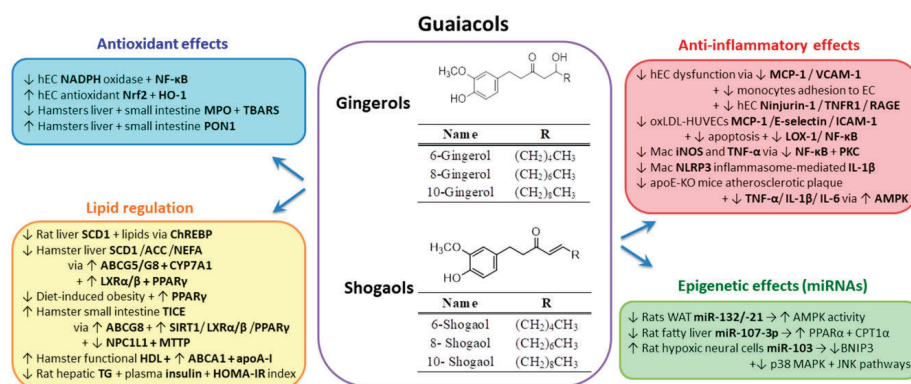 Guaiacols
Antioxidant effects
↓ hEC NADPH oxidase + NF-κB
↑ hEC antioxidant Nrf2 + HO-1
↓ Hamsters liver + small intestine MPO + TBARS
↑ Hamsters liver + small intestine PON1
Lipid regulation
↓ Rat liver SCD1 + lipids via ChREBP
↓ Hamster liver SCD1 /ACC /NEFA
via ↑ ABCG5/G8 + CYP7A1
+ ↑ LXRα/β + PPARγ
↓ Diet-induced obesity + ↑ PPARγ
↑ Hamster small intestine TICE
via ↑ ABCG8 + ↑ SIRT1/ LXRα/β /PPARγ
+ ↓ NPC1L1 + MTTP
↑ Hamster functional HDL + ↑ ABCA1 + apoA-I
↓ Rat hepatic TG + plasma insulin + HOMA-IR index
Gingerols
O OH
H₃CO
R
HO
Name R
6-Gingerol (CH₂)₄CH₃
8-Gingerol (CH₂)₆CH₃
10-Gingerol (CH₂)₈CH₃
O
H₃CO
R
HO
Shogaols
Name R
6-Shogaol (CH₂)₄CH₃
8- Shogaol (CH₂)₆CH₃
10- Shogaol (CH₂)₈CH₃
Anti-inflammatory effects
↓ hEC dysfunction via ↓ MCP-1 / VCAM-1
+ ↓ monocytes adhesion to EC
+ ↓ hEC Ninjurin-1 / TNFR1 / RAGE
↓ oxLDL-HUVECs MCP-1 /E-selectin / ICAM-1
+ ↓ apoptosis + ↓ LOX-1/ NF-κB
↓ Mac iNOS and TNF-α via ↓ NF-κB + PKC
↓ Mac NLRP3 inflammasome-mediated IL-1β
↓ apoE-KO mice atherosclerotic plaque
+ ↓ TNF-α/ IL-1β/ IL-6 via ↑ AMPK
Epigenetic effects (miRNAs)
↓ Rats WAT miR-132/-21 → ↑ AMPK activity
↓ Rat fatty liver miR-107-3p → ↑ PPARα + CPT1α
↑ Rat hypoxic neural cells miR-103 → ↓BNIP3
+↓ p38 MAPK + JNK pathways